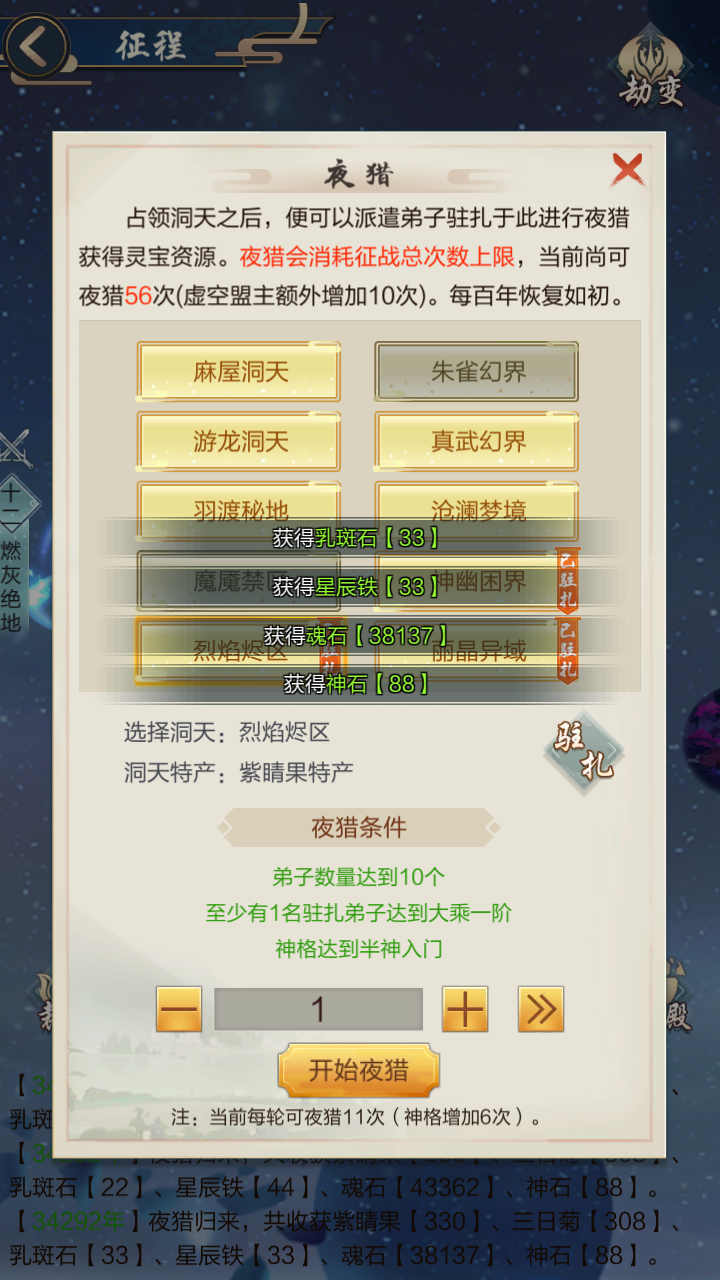 征程
劫变
夜猎
占领洞天之后，便可以派遣弟子驻扎于此进行夜猎
获得灵宝资源。夜猎会消耗征战总次数上限，当前尚可
夜猎56次(虚空盟主额外增加10次)。每百年恢复如初。
麻屋洞天
朱雀幻界
游龙洞天
真武幻界
羽渡秘地
沧澜梦境
获得乳斑石【33】
魔魇禁区
神幽困界
已驻扎
获得星辰铁【33】
获得魂石【38137】
烈焰烬区
丽晶异域
已驻扎
获得神石【88】
十二
燃灰绝地
选择洞天：烈焰烬区
洞天特产：紫睛果特产
驻扎
夜猎条件
弟子数量达到10个
至少有1名驻扎弟子达到大乘一阶
神格达到半神入门
1
殿
开始夜猎
注：当前每轮可夜猎11次（神格增加6次）。
【34
乳斑
【34
乳斑石【22】、星辰铁【44】、魂石【43362】、神石【88】。
【34292年】夜猎归来，共收获紫睛果【330】、三日菊【308】、
乳斑石【33】、星辰铁【33】、魂石【38137】、神石【88】。